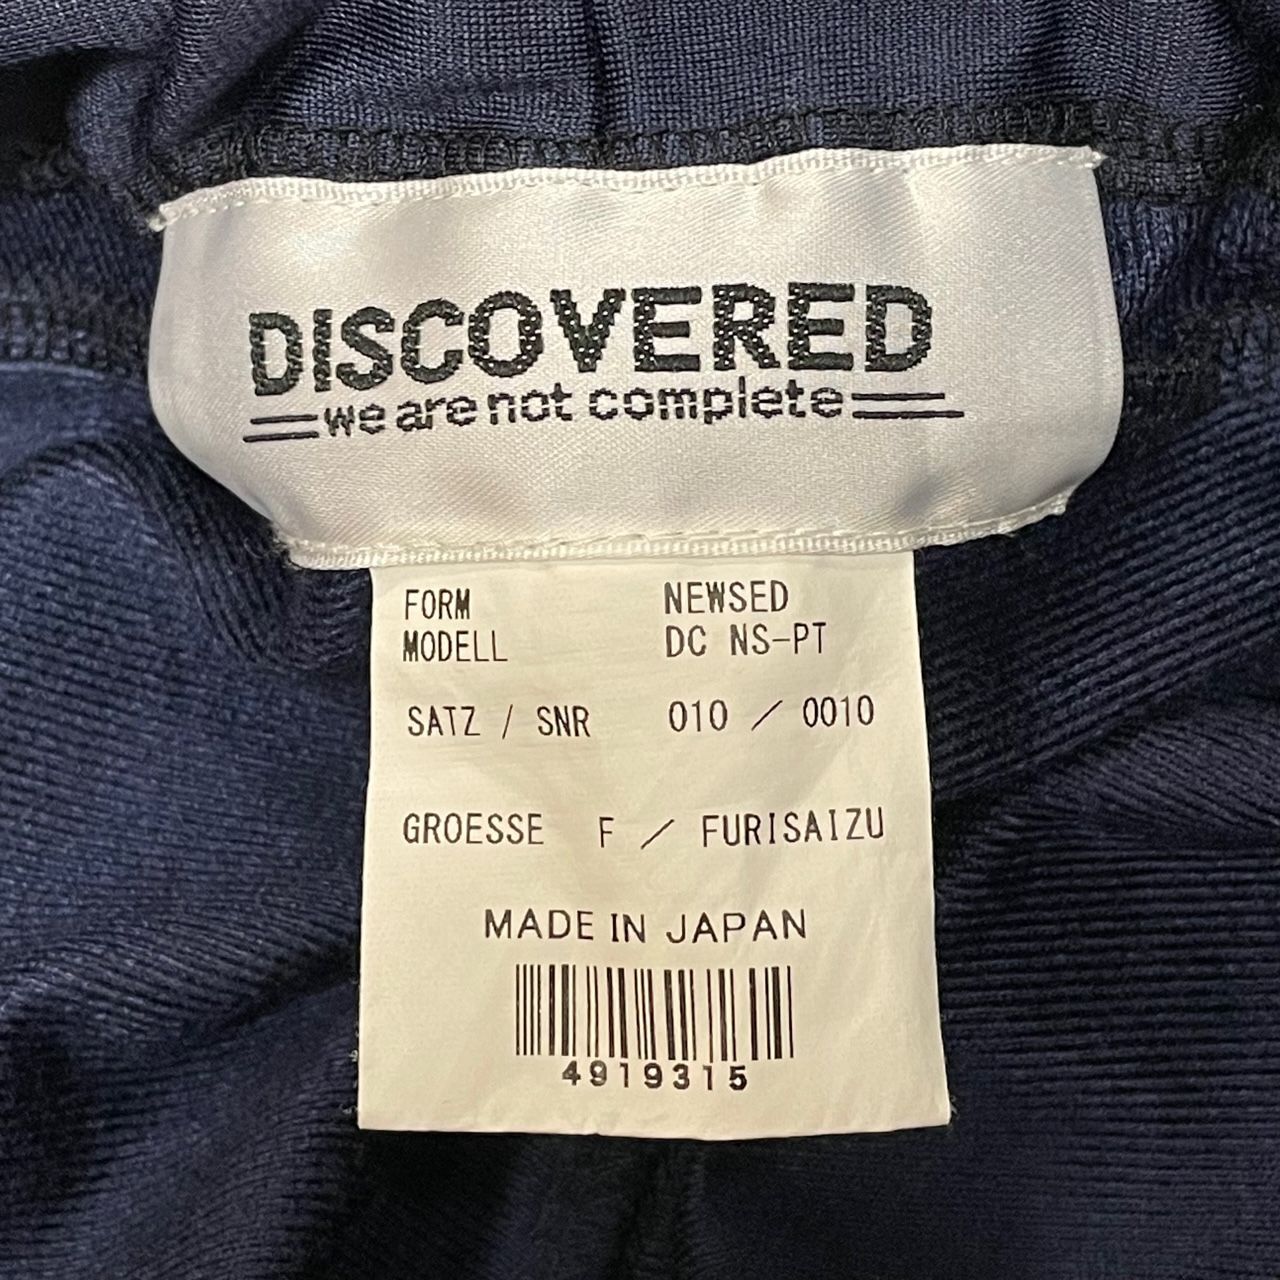 DISCOVERED
we are not complete
FORM NEWSED
MODELL DC NS-PT
SATZ / SNR 010 / 0010
GROESSE F / FURISAIZU
MADE IN JAPAN
4919315